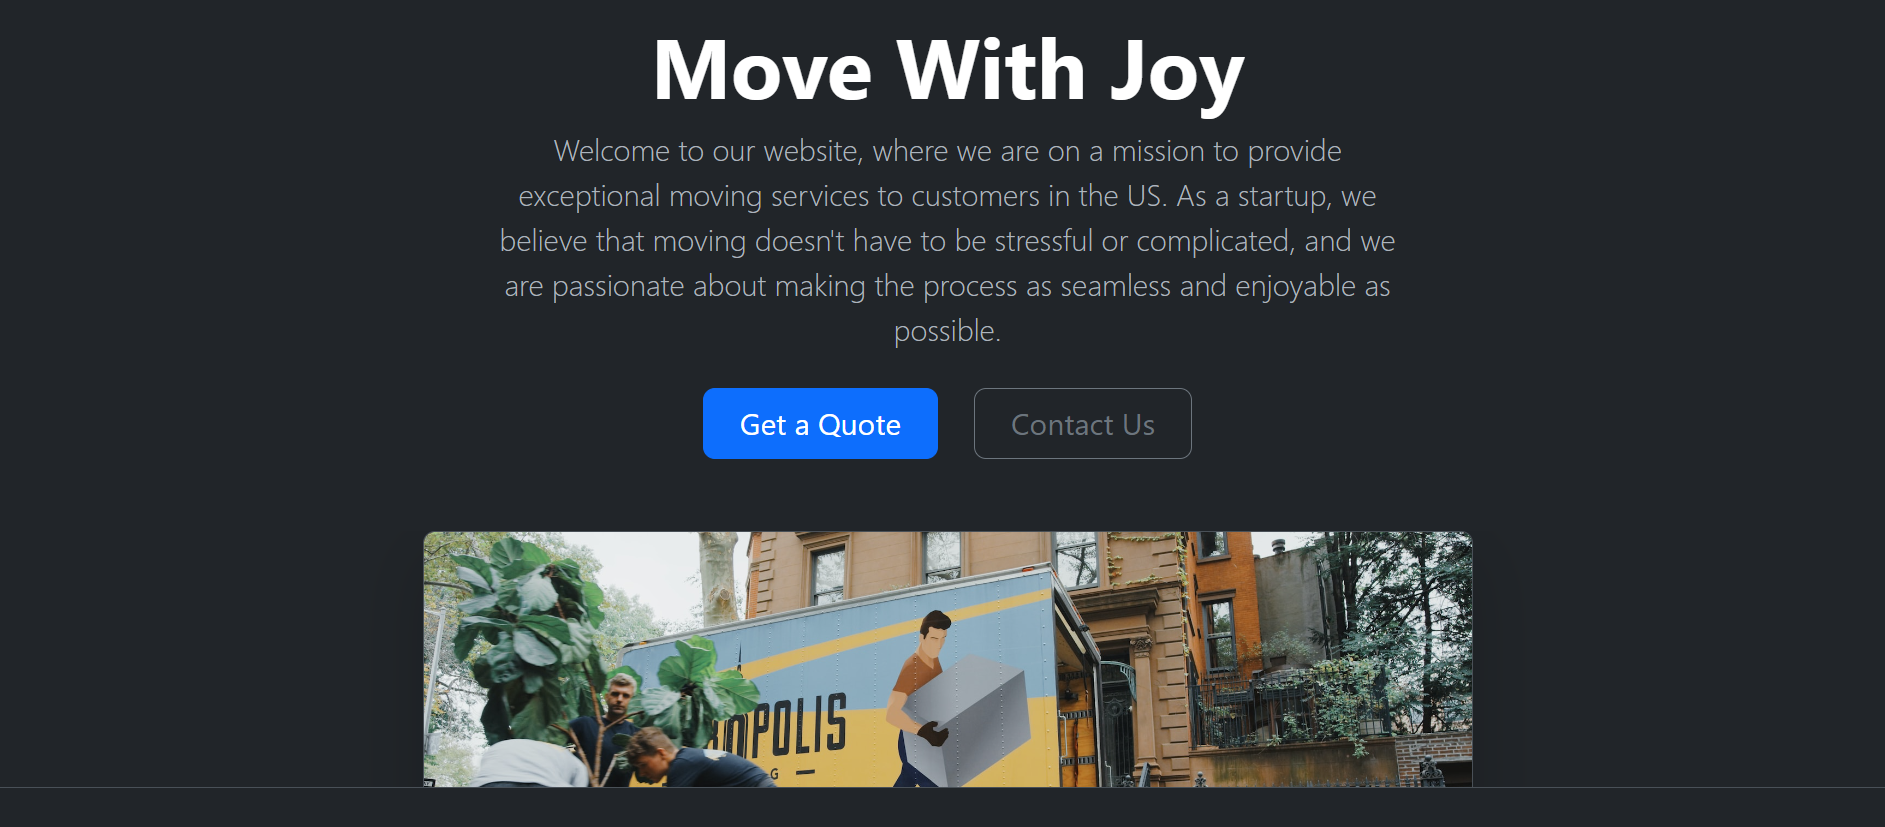 Move With Joy
Welcome to our website, where we are on a mission to provide
exceptional moving services to customers in the US. As a startup, we
believe that moving doesn't have to be stressful or complicated, and we
are passionate about making the process as seamless and enjoyable as
possible.
Get a Quote Contact Us
POLIS
G